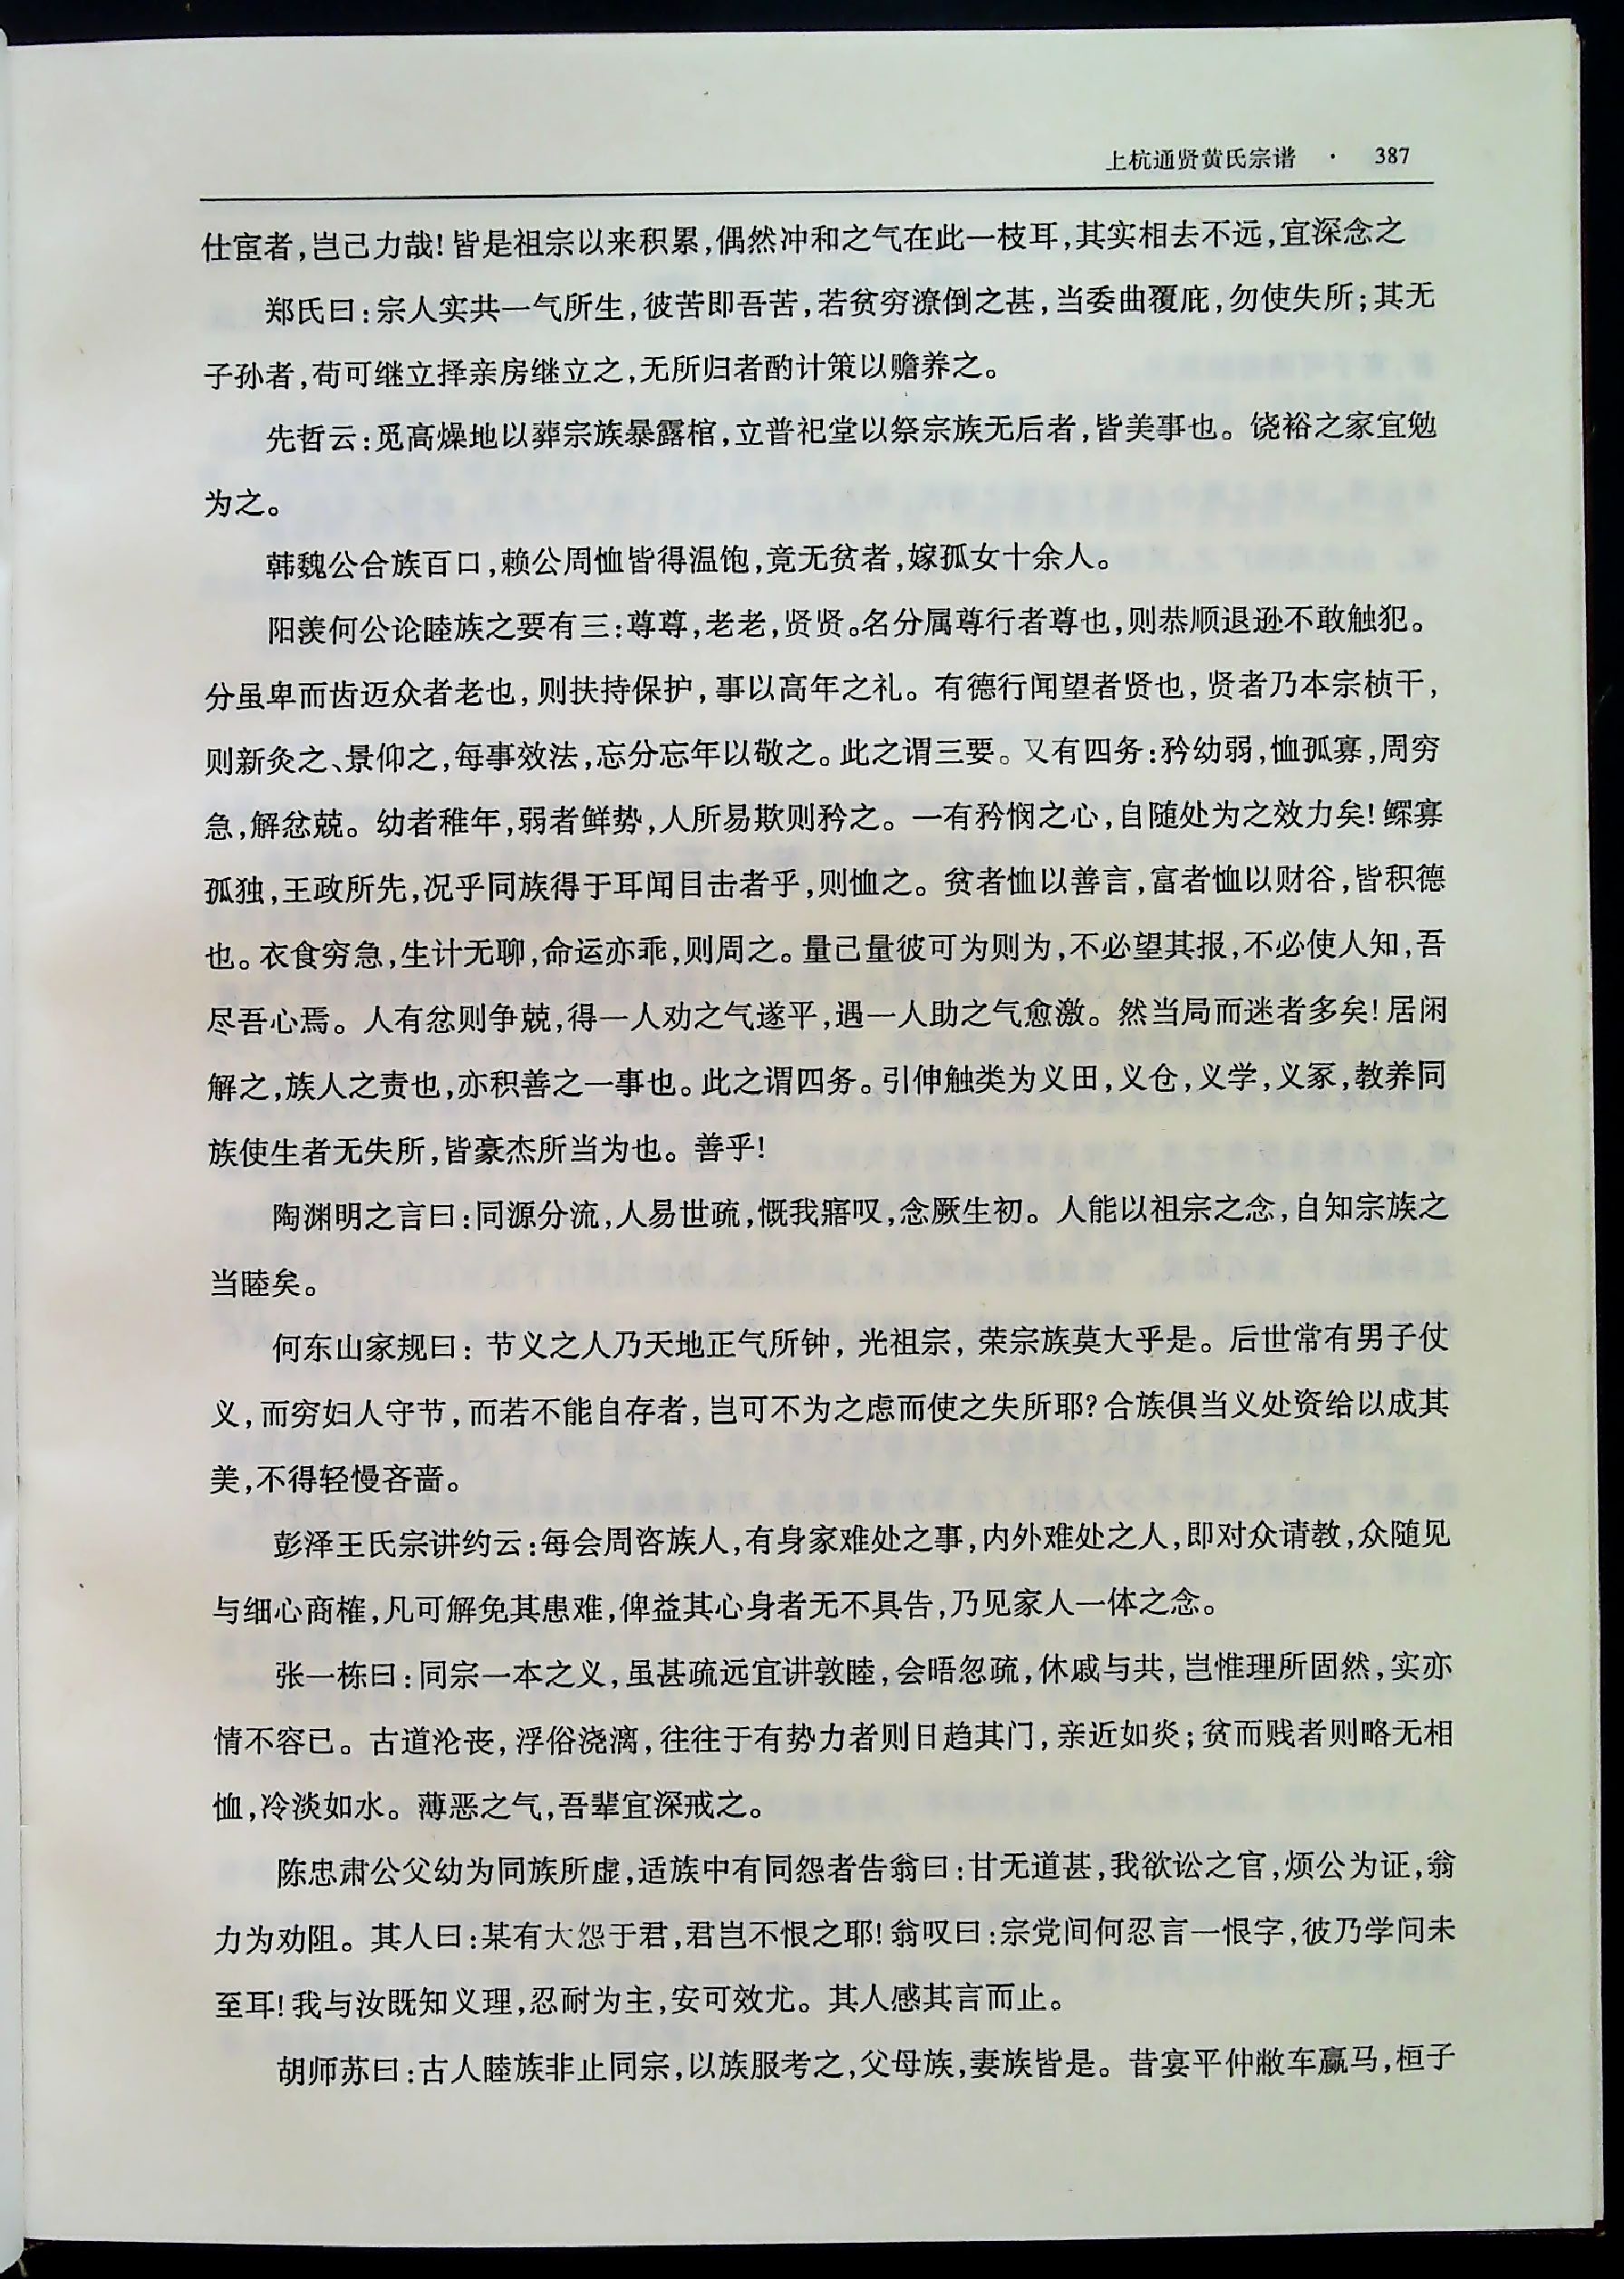 上杭通贤黄氏宗谱 · 387
仕宦者,岂己力哉!皆是祖宗以来积累,偶然冲和之气在此一枝耳,其实相去不远,宜深念之
郑氏曰:宗人实共一气所生,彼苦即吾苦,若贫穷潦倒之甚,当委曲覆庇,勿使失所;其无
子孙者,苟可继立择亲房继立之,无所归者酌计策以赡养之。
先哲云:觅高燥地以葬宗族暴露棺,立普祀堂以祭宗族无后者,皆美事也。饶裕之家宜勉
为之。
韩魏公合族百口,赖公周恤皆得温饱,竟无贫者,嫁孤女十余人。
阳羡何公论睦族之要有三:尊尊,老老,贤贤。名分属尊行者尊也,则恭顺退逊不敢触犯。
分虽卑而齿迈众者老也,则扶持保护,事以高年之礼。有德行闻望者贤也,贤者乃本宗桢干,
则新灸之、景仰之,每事效法,忘分忘年以敬之。此之谓三要。又有四务:矜幼弱,恤孤寡,周穷
急,解忿兢。幼者稚年,弱者鲜势,人所易欺则矜之。一有矜悯之心,自随处为之效力矣!鳏寡
孤独,王政所先,况乎同族得于耳闻目击者乎,则恤之。贫者恤以善言,富者恤以财谷,皆积德
也。衣食穷急,生计无聊,命运亦乖,则周之。量己量彼可为则为,不必望其报,不必使人知,吾
尽吾心焉。人有忿则争兢,得一人劝之气遂平,遇一人助之气愈激。然当局而迷者多矣!居闲
解之,族人之责也,亦积善之一事也。此之谓四务。引伸触类为义田,义仓,义学,义冢,教养同
族使生者无失所,皆豪杰所当为也。善乎!
陶渊明之言曰:同源分流,人易世疏,慨我寤叹,念厥生初。人能以祖宗之念,自知宗族之
当睦矣。
何东山家规曰:节义之人乃天地正气所钟,光祖宗,荣宗族莫大乎是。后世常有男子仗
义,而穷妇人守节,而若不能自存者,岂可不为之虑而使之失所耶?合族俱当义处资给以成其
美,不得轻慢吝啬。
彭泽王氏宗讲约云:每会周咨族人,有身家难处之事,内外难处之人,即对众请教,众随见
与细心商榷,凡可解免其患难,俾益其心身者无不具告,乃见家人一体之念。
张一栋曰:同宗一本之义,虽甚疏远宜讲敦睦,会晤忽疏,休戚与共,岂惟理所固然,实亦
情不容已。古道沦丧,浮俗浇漓,往往于有势力者则日趋其门,亲近如炎;贫而贱者则略无相
恤,冷淡如水。薄恶之气,吾辈宜深戒之。
陈忠肃公父幼为同族所虚,适族中有同怨者告翁曰:甘无道甚,我欲讼之官,烦公为证,翁
力为劝阻。其人曰:某有大怨于君,君岂不恨之耶!翁叹曰:宗党间何忍言一恨字,彼乃学问未
至耳!我与汝既知义理,忍耐为主,安可效尤。其人感其言而止。
胡师苏曰:古人睦族非止同宗,以族服考之,父母族,妻族皆是。昔宴平仲敝车赢马,桓子